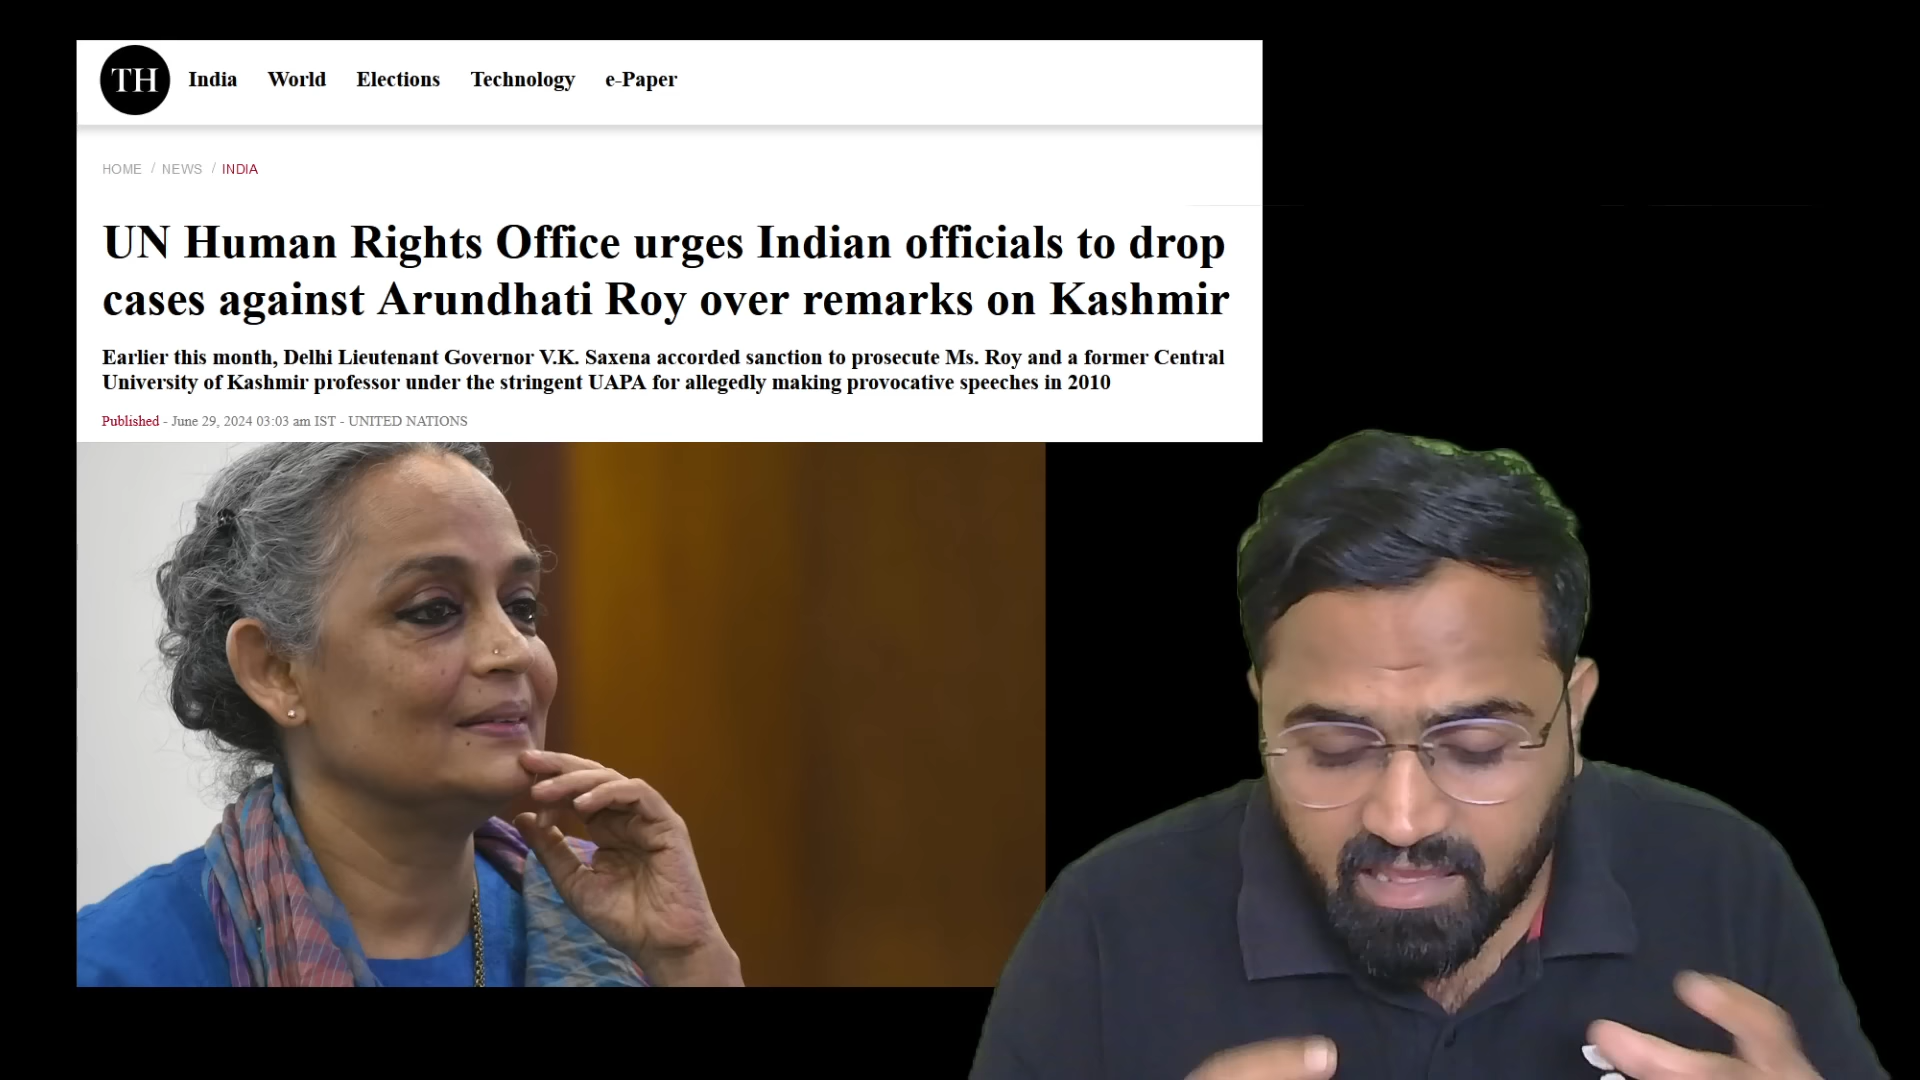 TH India World Elections Technology e-Paper
HOME / NEWS / INDIA
UN Human Rights Office urges Indian officials to drop
cases against Arundhati Roy over remarks on Kashmir
Earlier this month, Delhi Lieutenant Governor V.K. Saxena accorded sanction to prosecute Ms. Roy and a former Central
University of Kashmir professor under the stringent UAPA for allegedly making provocative speeches in 2010
Published - June 29, 2024 03:03 am IST - UNITED NATIONS